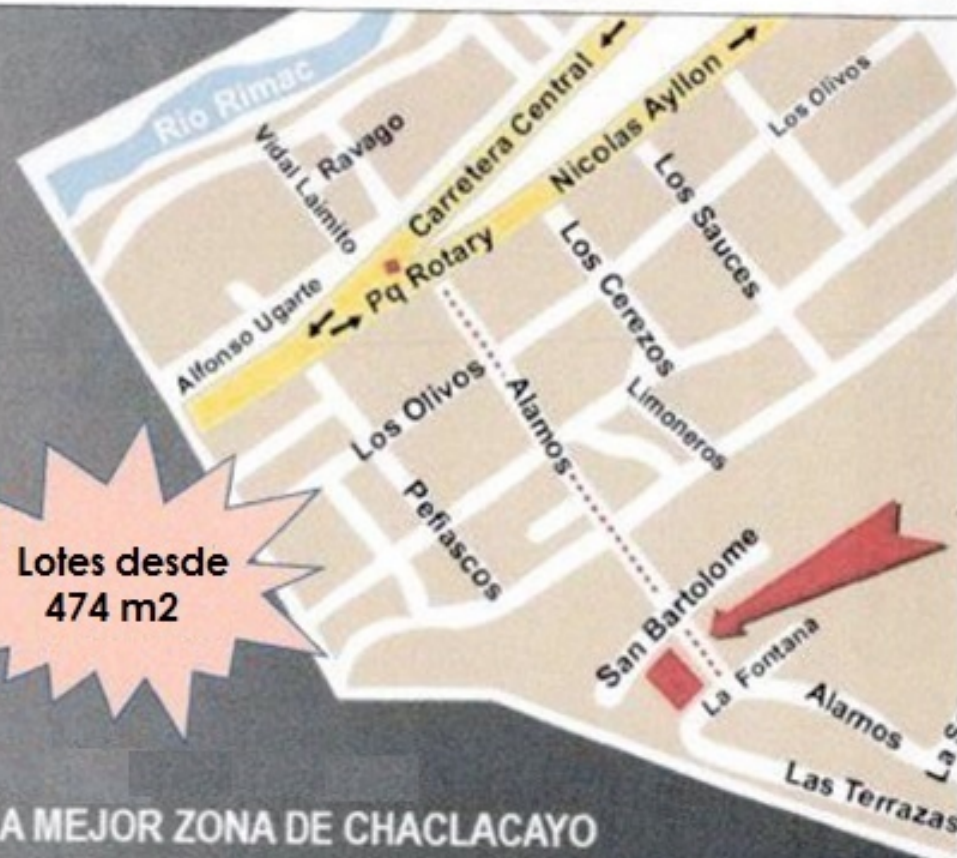 Río Rimac
Vidal Laimito
Ravago
Carretera Central
Nicolas Ayllon
Los Olivos
Los Sauces
Pq Rotary
Los Cerezos
Alfonso Ugarte
Los Olivos
Alamos
Limoneros
Peñascos
Lotes desde
474 m2
San Bartolome
La Fontana
Alamos
Las Terrazas
A MEJOR ZONA DE CHACLACAYO